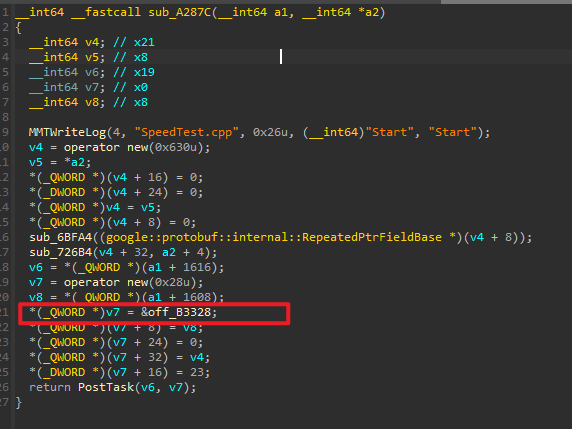 1 __int64 __fastcall sub_A287C(__int64 a1, __int64 *a2)
2 {
3 __int64 v4; // x21
4 __int64 v5; // x8
5 __int64 v6; // x19
6 __int64 v7; // x0
7 __int64 v8; // x8
8
9 MMTWriteLog(4, "SpeedTest.cpp", 0x26u, (__int64)"Start", "Start");
10 v4 = operator new(0x630u);
11 v5 = *a2;
12 *(_QWORD *)(v4 + 16) = 0;
13 *(_DWORD *)(v4 + 24) = 0;
14 *(_QWORD *)v4 = v5;
15 *(_QWORD *)(v4 + 8) = 0;
16 sub_6BFA4((google::protobuf::internal::RepeatedPtrFieldBase *)(v4 + 8));
17 sub_726B4(v4 + 32, a2 + 4);
18 v6 = *(_QWORD *)(a1 + 1616);
19 v7 = operator new(0x28u);
20 v8 = *(_QWORD *)(a1 + 1608);
21 *(_QWORD *)v7 = &off_B3328;
22 *(_QWORD *)(v7 + 8) = v8;
23 *(_QWORD *)(v7 + 24) = 0;
24 *(_QWORD *)(v7 + 32) = v4;
25 *(_DWORD *)(v7 + 16) = 23;
26 return PostTask(v6, v7);
27 }